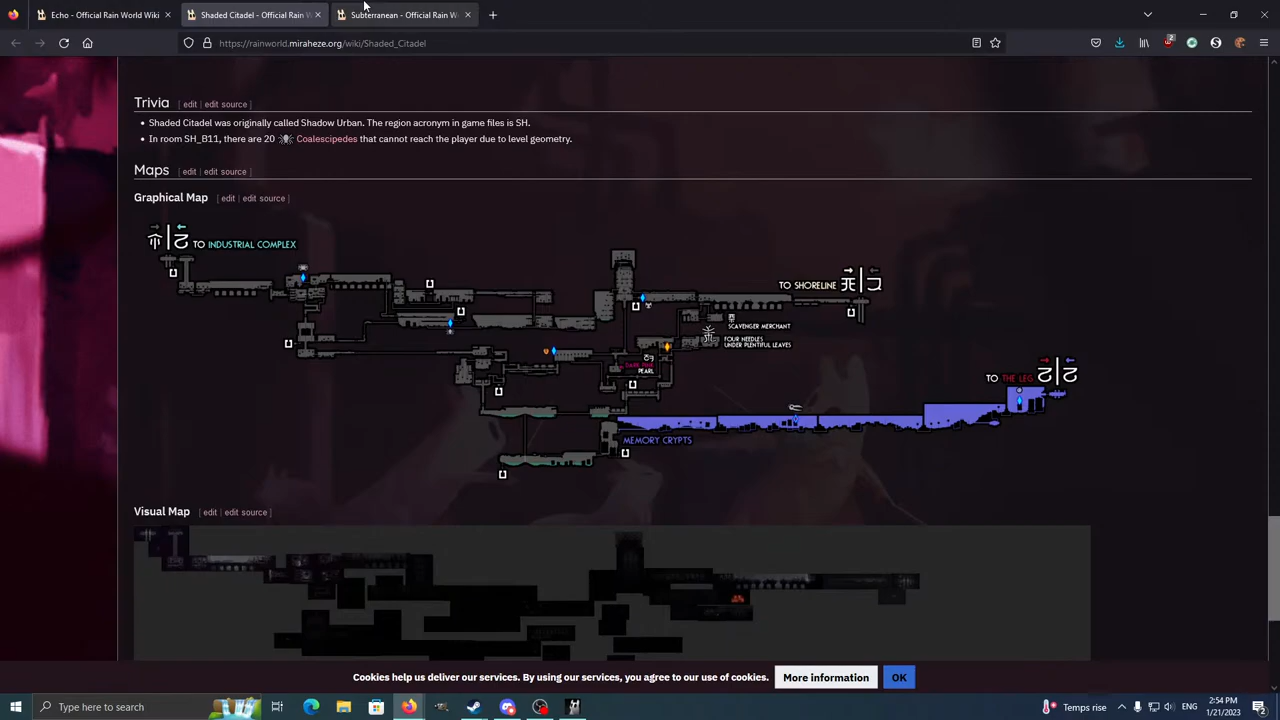 Echo - Official Rain World Wiki
Shaded Citadel - Official Rain W
Subterranean - Official Rain Wo
https://rainworld.miraheze.org/wiki/Shaded_Citadel
Trivia [ edit | edit source ]
Shaded Citadel was originally called Shadow Urban. The region acronym in game files is SH.
In room SH_B11, there are 20 Coalescipedes that cannot reach the player due to level geometry.
Maps [ edit | edit source ]
Graphical Map [ edit | edit source ]
TO INDUSTRIAL COMPLEX
TO SHORELINE
SCAVENGER MERCHANT
FOUR NEEDLES
UNDER PLENTIFUL LEAVES
DARK PINK
PEARL
TO THE LEG
MEMORY CRYPTS
Visual Map [ edit | edit source ]
Cookies help us deliver our services. By using our services, you agree to our use of cookies.
More information
OK
Type here to search
Temps rise
ENG
2:54 PM
1/21/2023